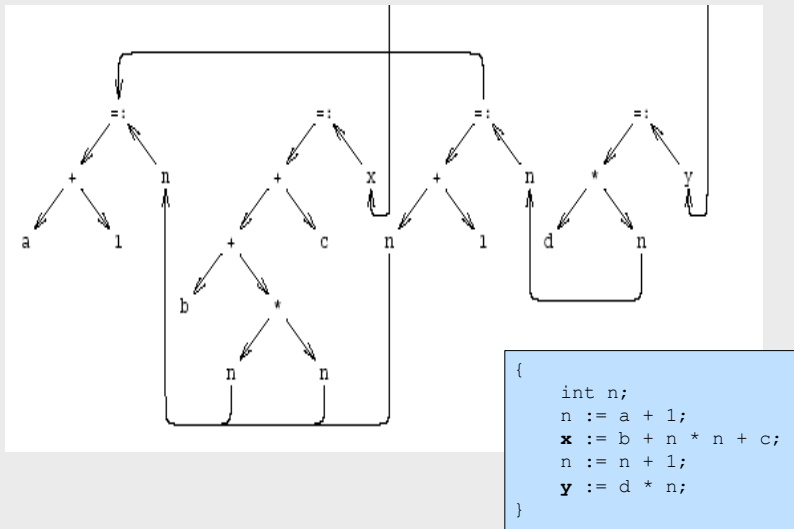 =: =: =: =:
+ n + x + n * y
a 1 + c n 1 d n
b *
n n
{
int n;
n := a + 1;
x := b + n * n + c;
n := n + 1;
y := d * n;
}